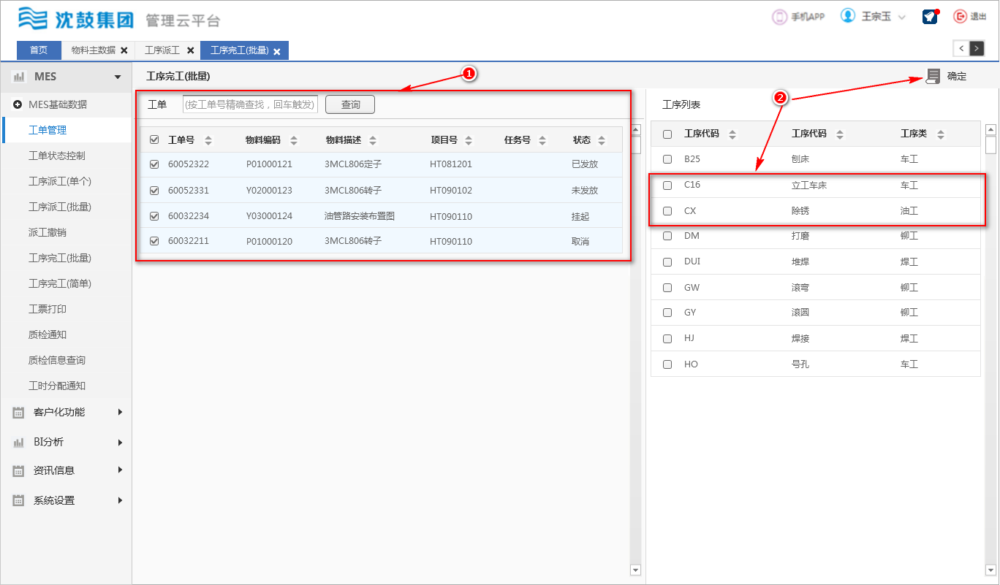 沈鼓集团 管理云平台 手机APP 王宗玉 退出
首页 物料主数据 工序派工 工序完工(批量)
MES
MES基础数据
工单管理
工单状态控制
工序派工(单个)
工序派工(批量)
派工撤销
工序完工(批量)
工序完工(简单)
工票打印
质检通知
质检信息查询
工时分配通知
客户化功能
BI分析
资讯信息
系统设置
工序完工(批量) 1 确定
2
工单 (按工单号精确查找，回车触发) 查询
工单号 物料编码 物料描述 项目号 任务号 状态
60052322 P01000121 3MCL806定子 HT081201 已发放
60052331 Y02000123 3MCL806转子 HT090102 未发放
60032234 Y03000124 油管路安装布置图 HT090110 挂起
60032211 P01000120 3MCL806转子 HT090110 取消
工序列表
工序代码 工序代码 工序类
B25 刨床 车工
C16 立工车床 车工
CX 除锈 油工
DM 打磨 铆工
DUI 堆焊 焊工
GW 滚弯 铆工
GY 滚圆 铆工
HJ 焊接 焊工
HO 号孔 车工